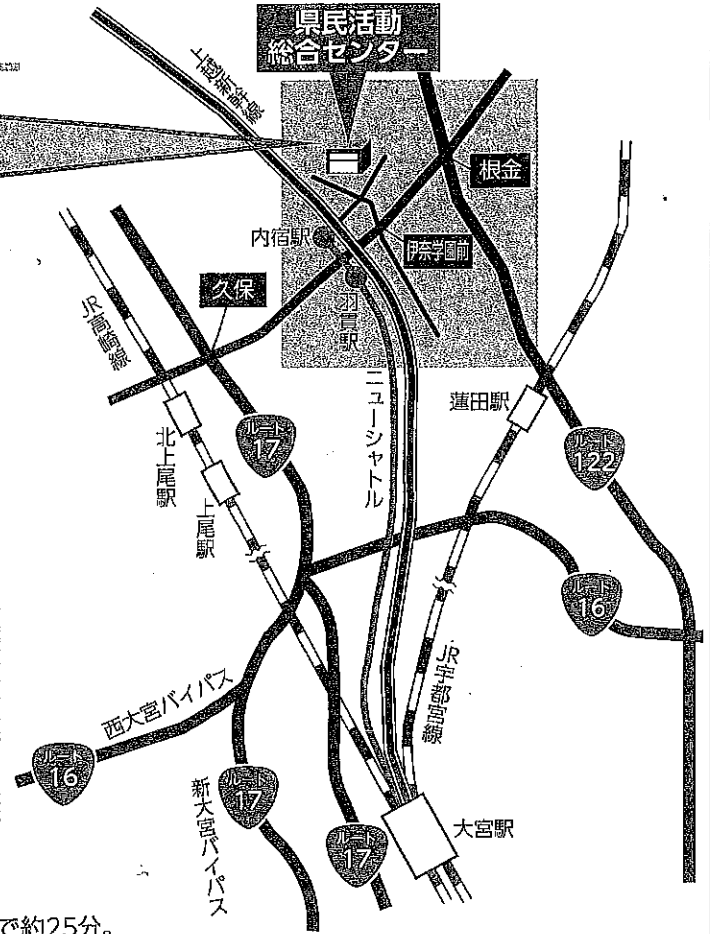 県民活動
総合センター
上越新幹線
根金
内宿駅
伊奈学園前
久保
羽貫駅
JR高崎線
ニューシャトル
蓮田駅
北上尾駅
ルート
17
ルート
122
上尾駅
ルート
16
JR宇都宮線
西大宮バイパス
ルート
16
新大宮バイパス
ルート
17
ルート
17
大宮駅
で約25分。